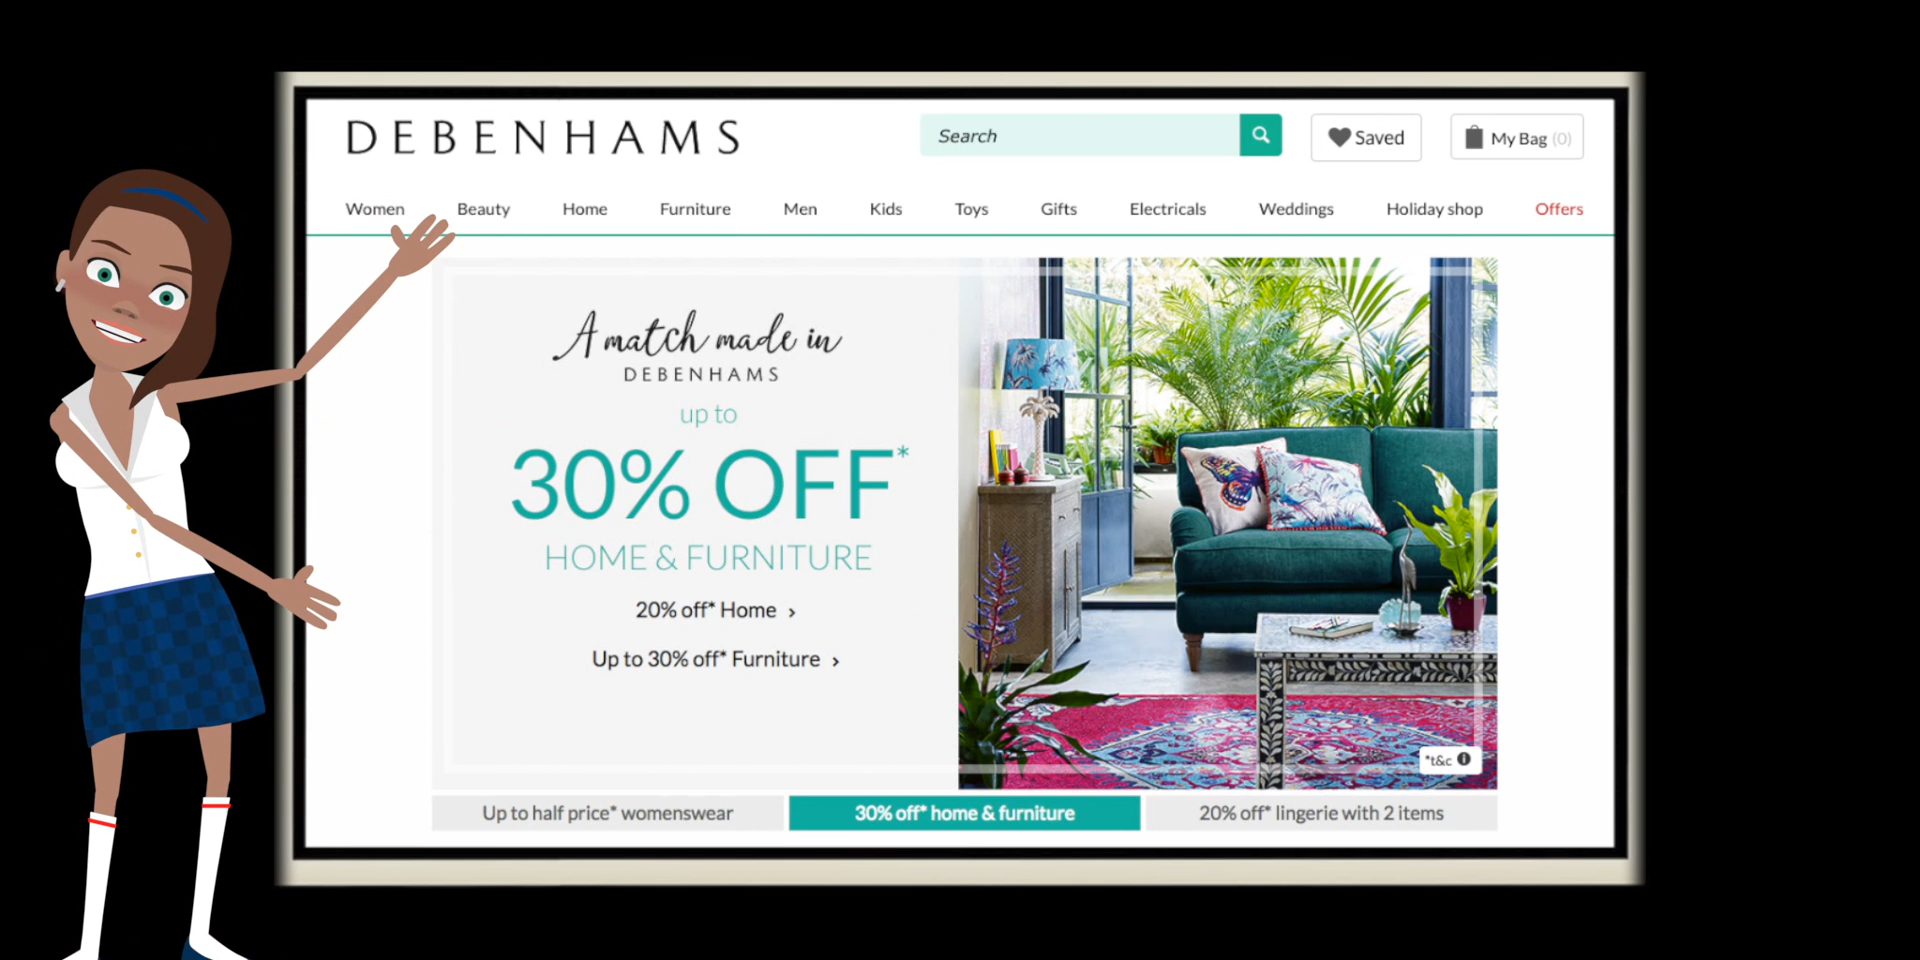 DEBENHAMS
Search
Saved
My Bag (0)
Women Beauty Home Furniture Men Kids Toys Gifts Electricals Weddings Holiday shop Offers
A match made in
DEBENHAMS
up to
30% OFF*
HOME & FURNITURE
20% off* Home ›
Up to 30% off* Furniture ›
*t&c i
Up to half price* womenswear
30% off* home & furniture
20% off* lingerie with 2 items